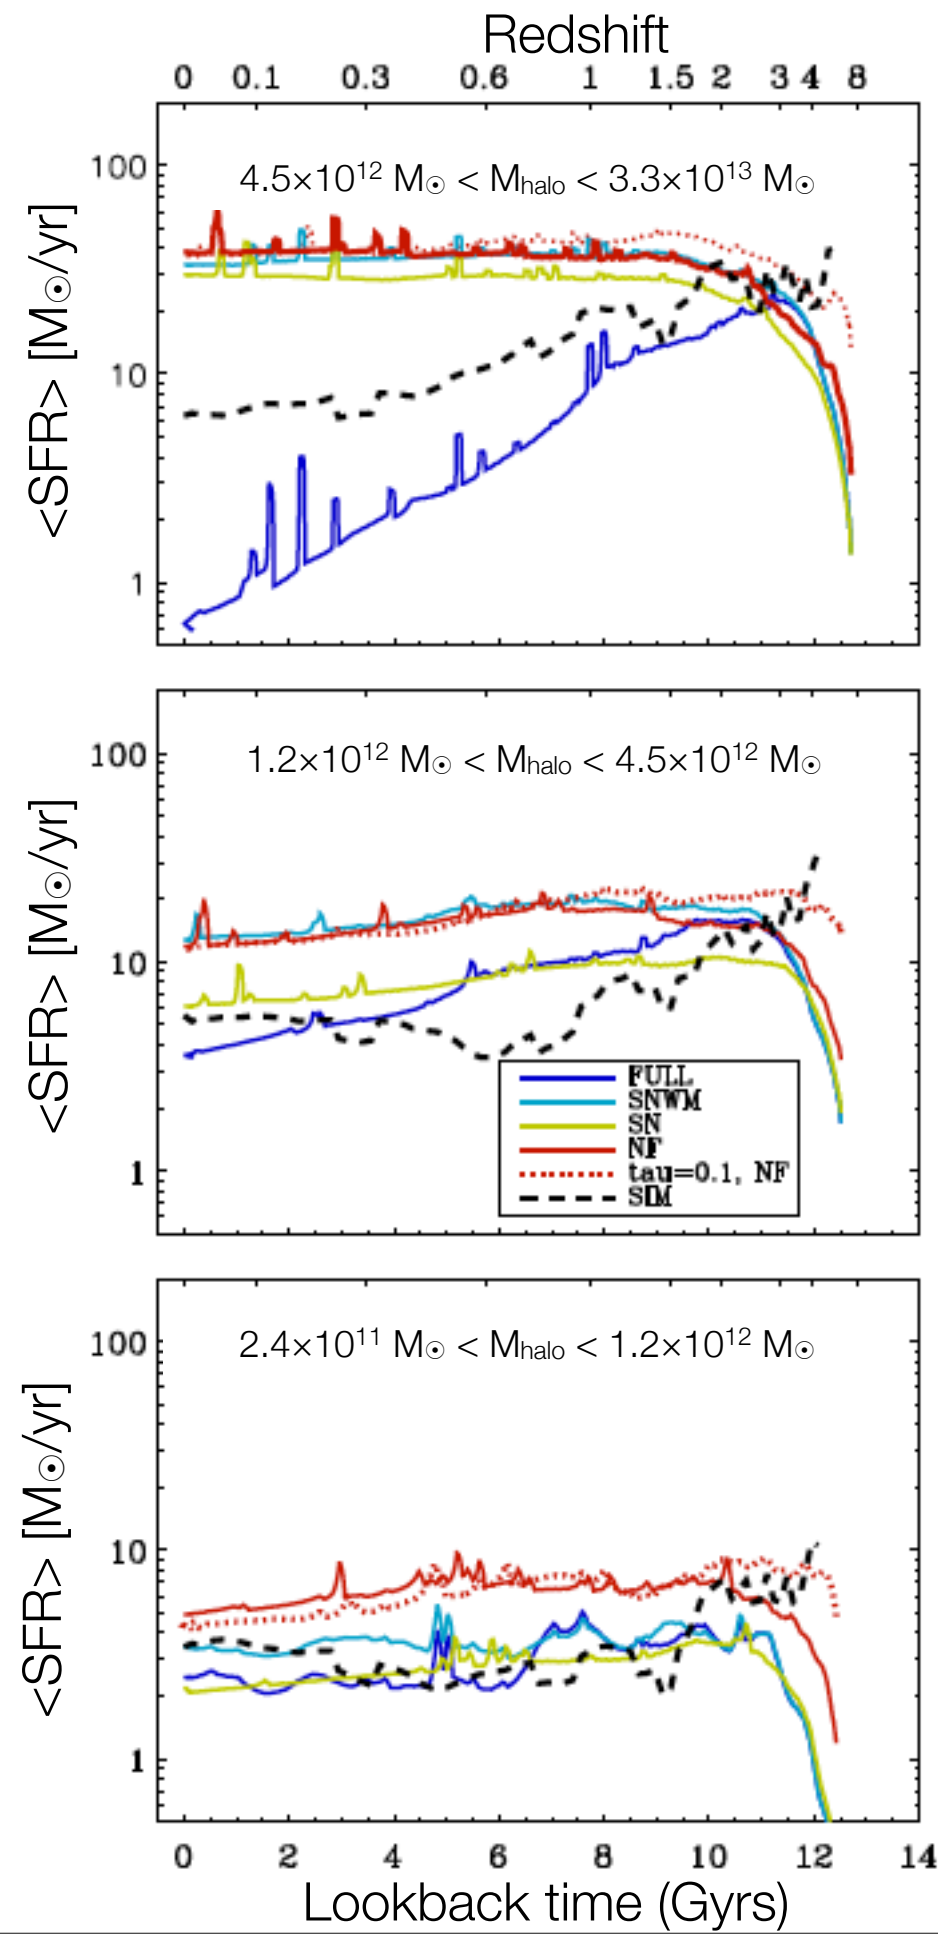 Redshift
0 0.1 0.3 0.6 1 1.5 2 3 4 8
100
4.5×10¹² M☉ < Mhalo < 3.3×10¹³ M☉
<SFR> [M☉/yr]
10
1
100
1.2×10¹² M☉ < Mhalo < 4.5×10¹² M☉
<SFR> [M☉/yr]
10
FULL
SNWM
SN
NF
tau=0.1, NF
SIM
1
100
2.4×10¹¹ M☉ < Mhalo < 1.2×10¹² M☉
<SFR> [M☉/yr]
10
1
0 2 4 6 8 10 12 14
Lookback time (Gyrs)